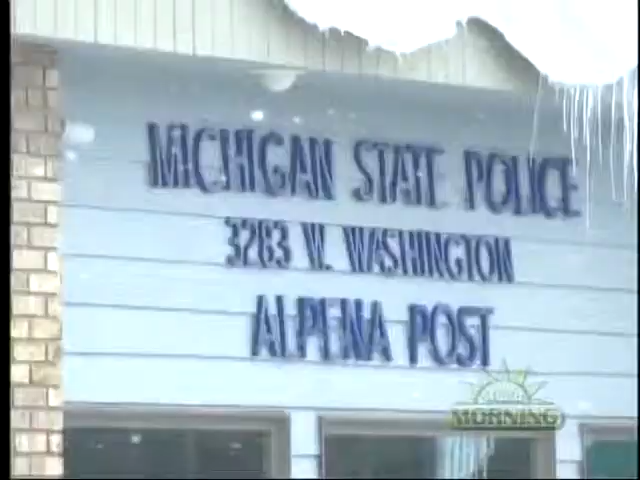 MICHIGAN STATE POLICE
3283 W. WASHINGTON
ALPENA POST
MORNING